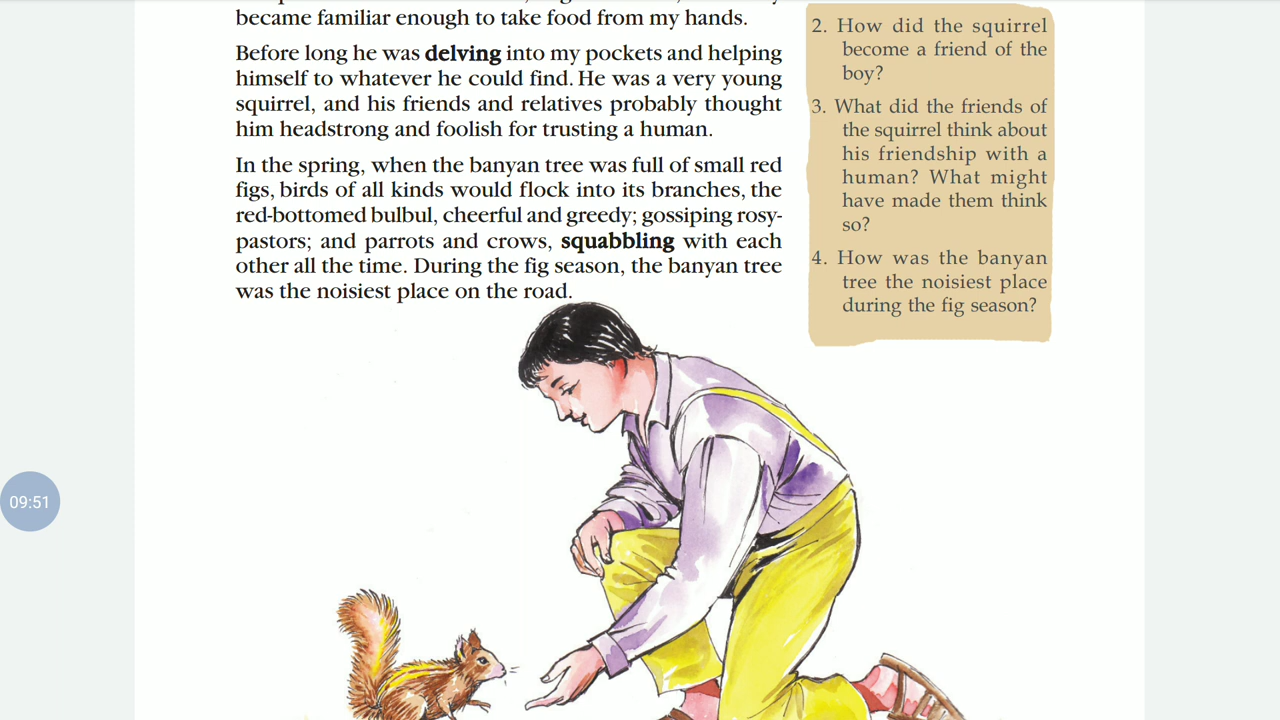 became familiar enough to take food from my hands.
Before long he was delving into my pockets and helping
himself to whatever he could find. He was a very young
squirrel, and his friends and relatives probably thought
him headstrong and foolish for trusting a human.
In the spring, when the banyan tree was full of small red
figs, birds of all kinds would flock into its branches, the
red-bottomed bulbul, cheerful and greedy; gossiping rosy-
pastors; and parrots and crows, squabbling with each
other all the time. During the fig season, the banyan tree
was the noisiest place on the road.
2. How did the squirrel
become a friend of the
boy?
3. What did the friends of
the squirrel think about
his friendship with a
human? What might
have made them think
so?
4. How was the banyan
tree the noisiest place
during the fig season?
09:51